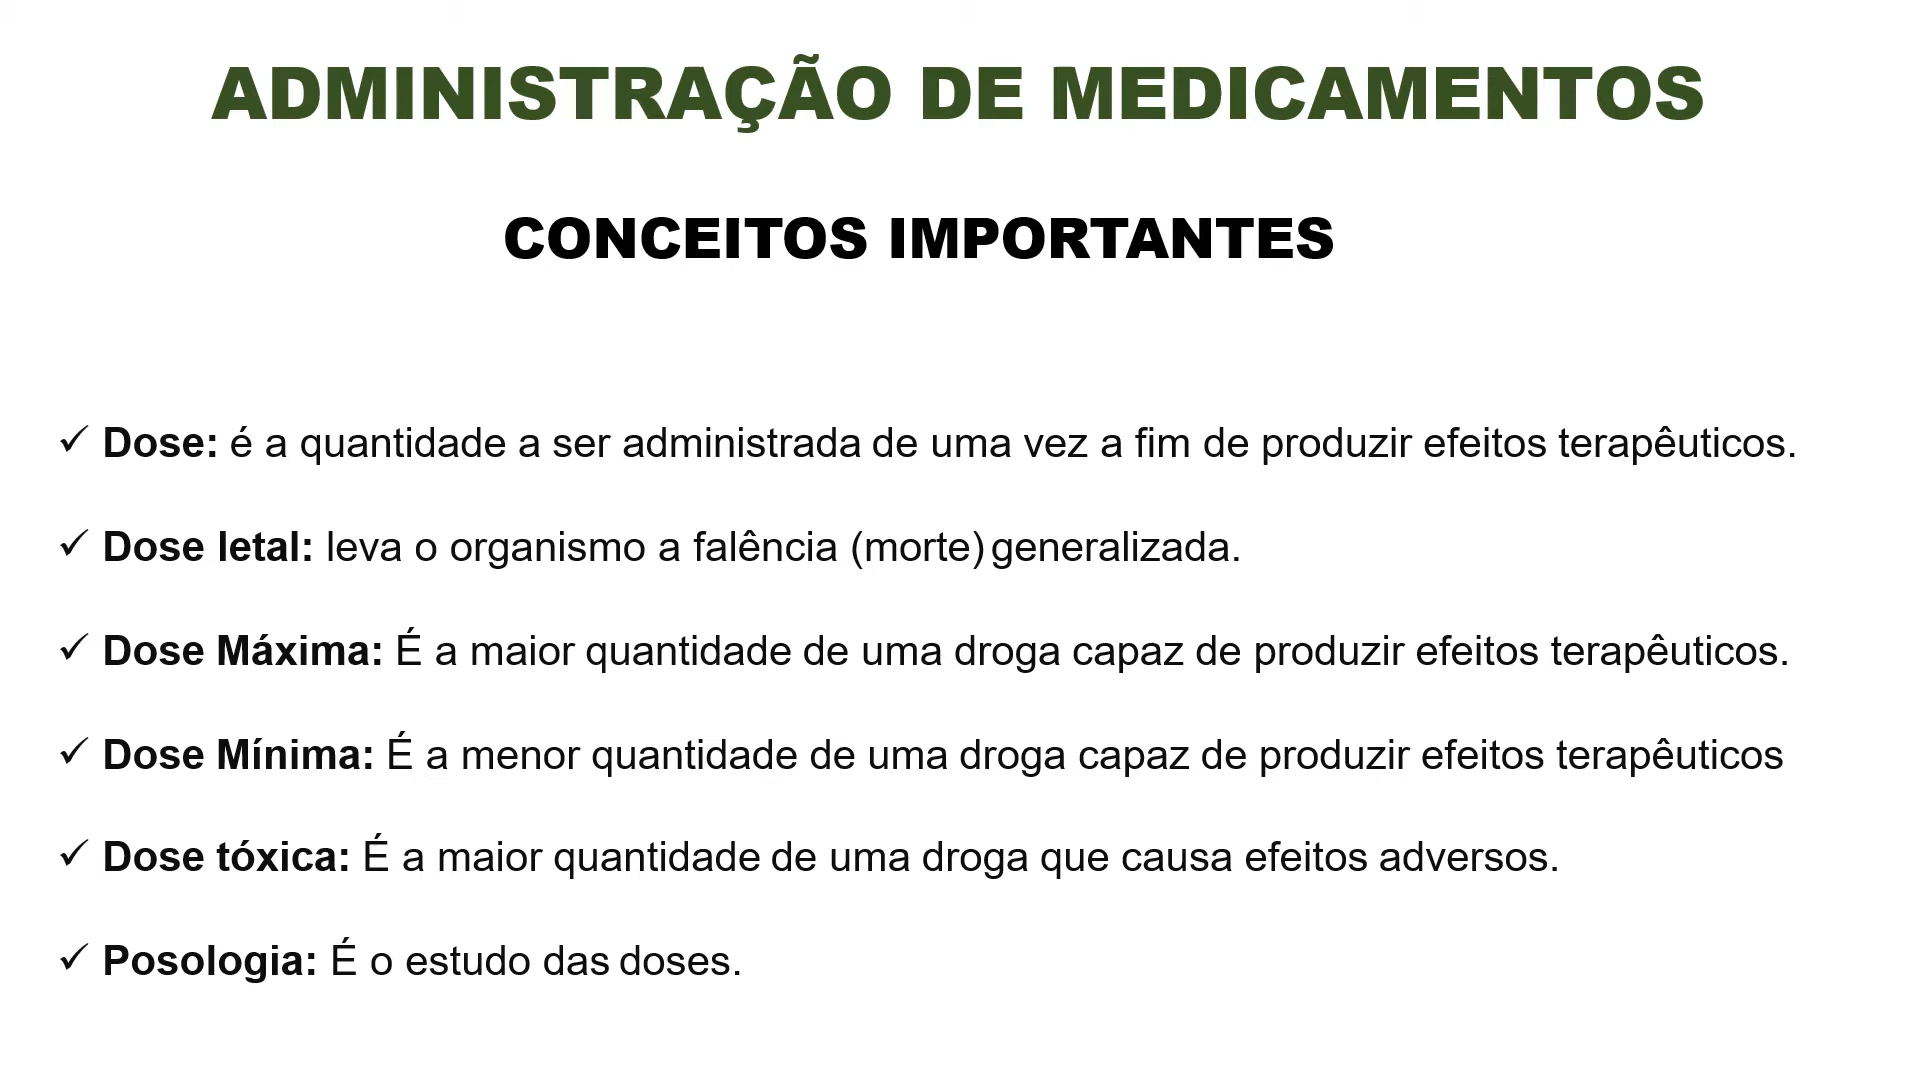 ADMINISTRAÇÃO DE MEDICAMENTOS
CONCEITOS IMPORTANTES
✓ Dose: é a quantidade a ser administrada de uma vez a fim de produzir efeitos terapêuticos.
✓ Dose letal: leva o organismo a falência (morte) generalizada.
✓ Dose Máxima: É a maior quantidade de uma droga capaz de produzir efeitos terapêuticos.
✓ Dose Mínima: É a menor quantidade de uma droga capaz de produzir efeitos terapêuticos
✓ Dose tóxica: É a maior quantidade de uma droga que causa efeitos adversos.
✓ Posologia: É o estudo das doses.